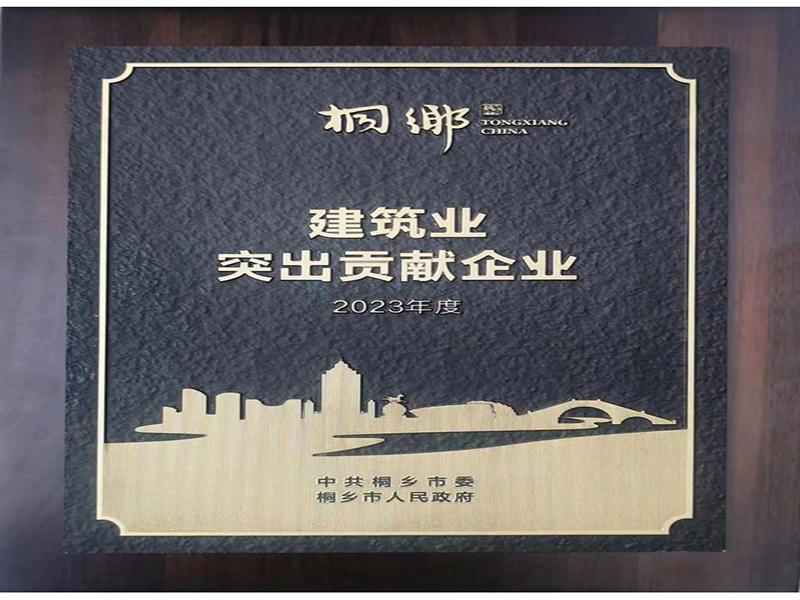 桐鄉
TONGXIANG
CHINA
建筑业
突出贡献企业
2023年度
中共桐乡市委
桐乡市人民政府